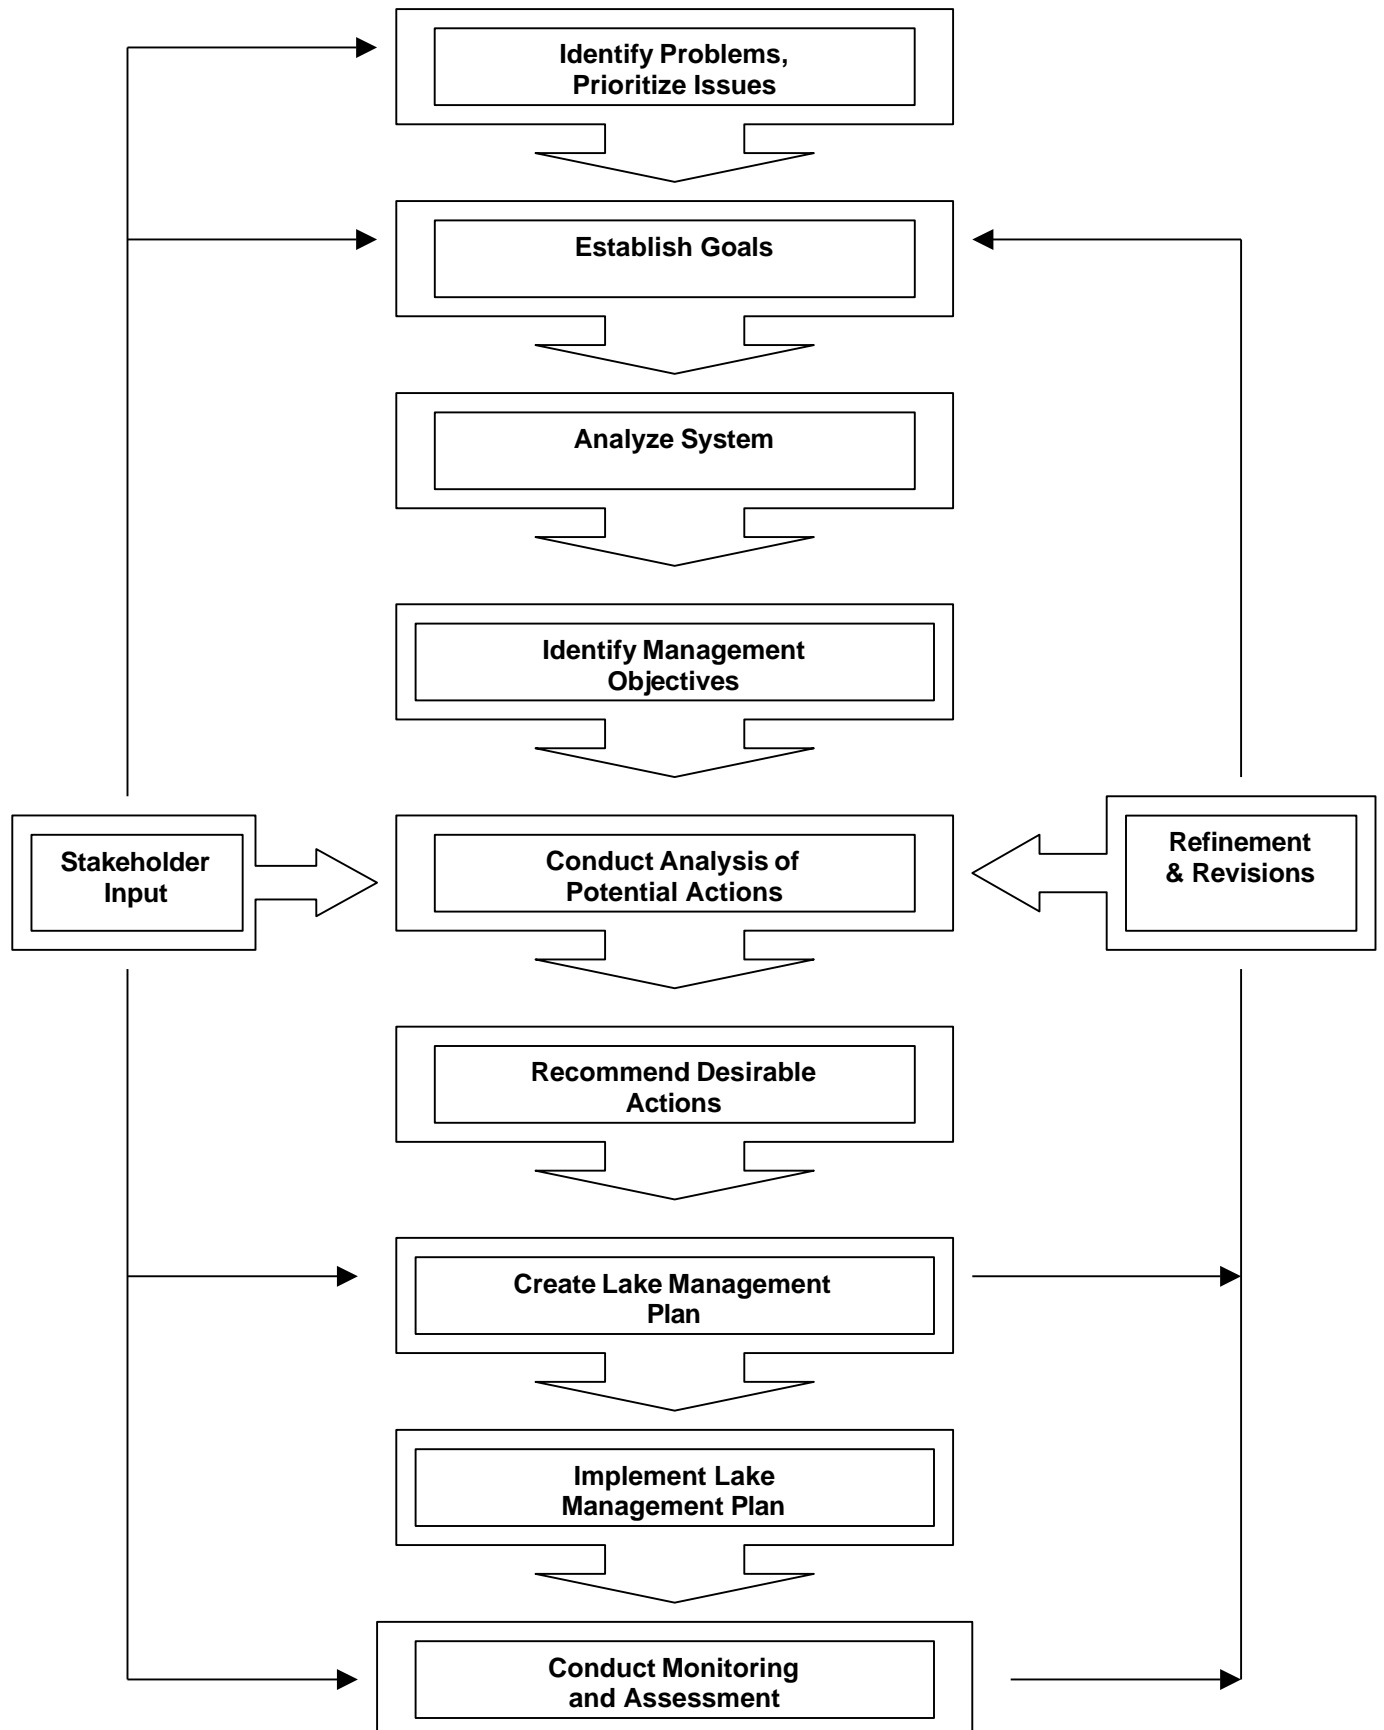 Identify Problems,
Prioritize Issues
Establish Goals
Analyze System
Identify Management
Objectives
Stakeholder
Input
Conduct Analysis of
Potential Actions
Refinement
& Revisions
Recommend Desirable
Actions
Create Lake Management
Plan
Implement Lake
Management Plan
Conduct Monitoring
and Assessment